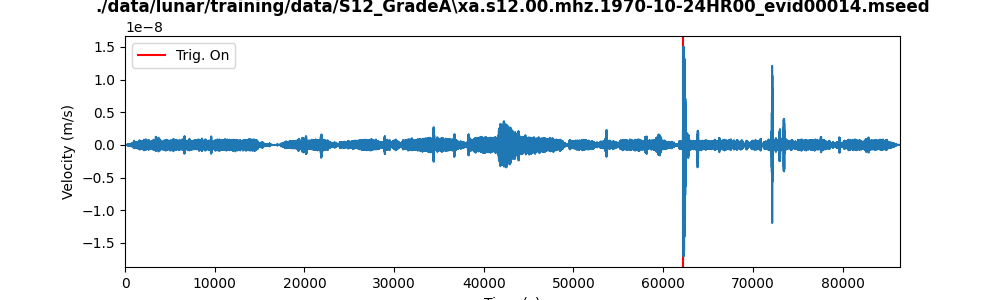 ./data/lunar/training/data/S12_GradeA\xa.s12.00.mhz.1970-10-24HR00_evid00014.mseed
1e−8
Trig. On
Velocity (m/s)
1.5
1.0
0.5
0.0
−0.5
−1.0
−1.5
0 10000 20000 30000 40000 50000 60000 70000 80000